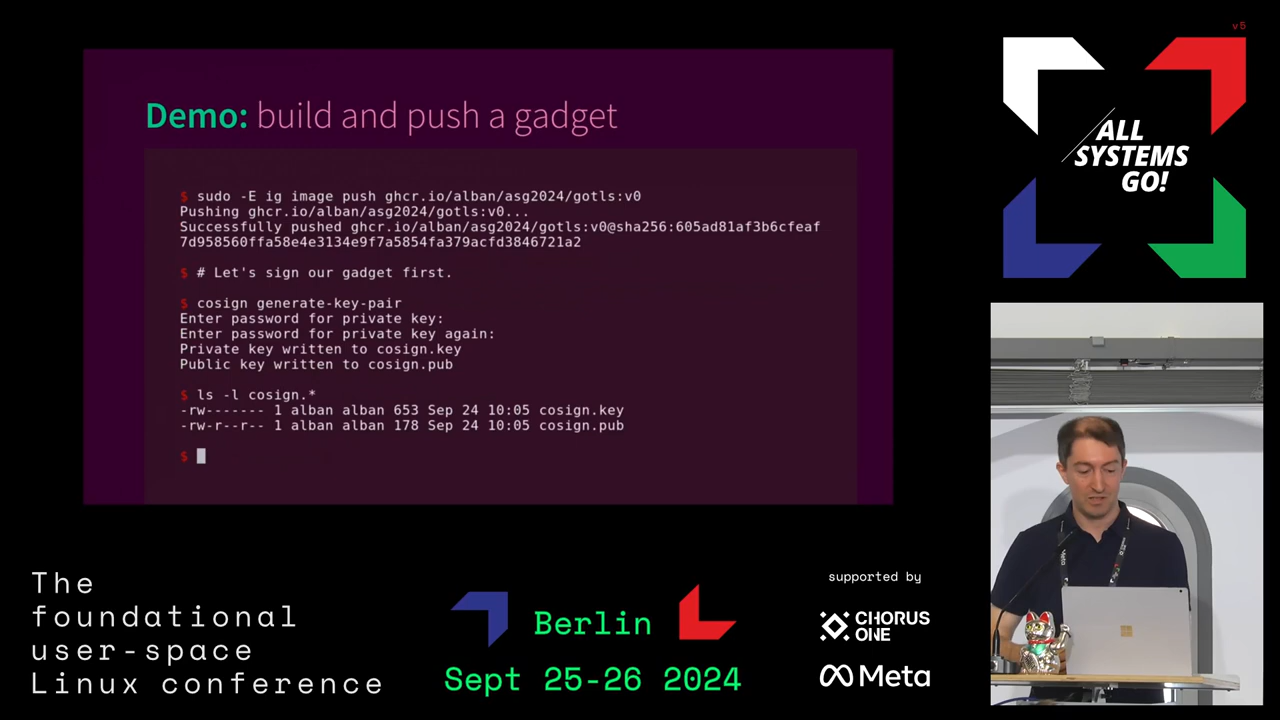 v5
Demo: build and push a gadget
$ sudo -E ig image push ghcr.io/alban/asg2024/gotls:v0
Pushing ghcr.io/alban/asg2024/gotls:v0...
Successfully pushed ghcr.io/alban/asg2024/gotls:v0@sha256:605ad81af3b6cfeaf
7d958560ffa58e4e3134e9f7a5854fa379acfd3846721a2
$ # Let's sign our gadget first.
$ cosign generate-key-pair
Enter password for private key:
Enter password for private key again:
Private key written to cosign.key
Public key written to cosign.pub
$ ls -l cosign.*
-rw------- 1 alban alban 653 Sep 24 10:05 cosign.key
-rw-r--r-- 1 alban alban 178 Sep 24 10:05 cosign.pub
$
ALL
SYSTEMS
GO!
The
foundational
user-space
Linux conference
Berlin
Sept 25-26 2024
supported by
CHORUS
ONE
Meta